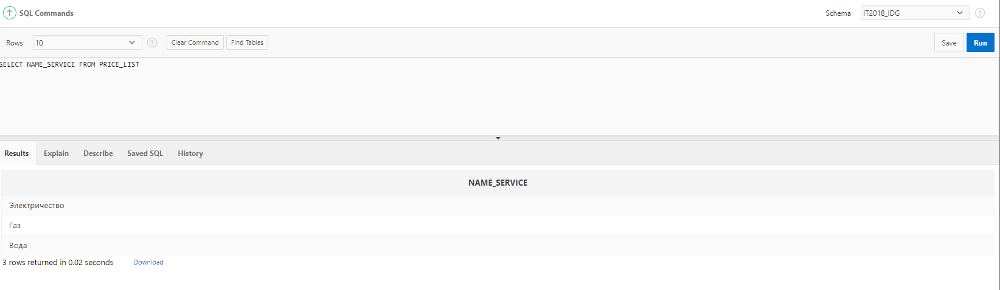 SQL Commands
Schema IT2018_IDG
Rows 10 Clear Command Find Tables Save Run
SELECT NAME_SERVICE FROM PRICE_LIST
Results Explain Describe Saved SQL History
NAME_SERVICE
Электричество
Газ
Вода
3 rows returned in 0.02 seconds Download